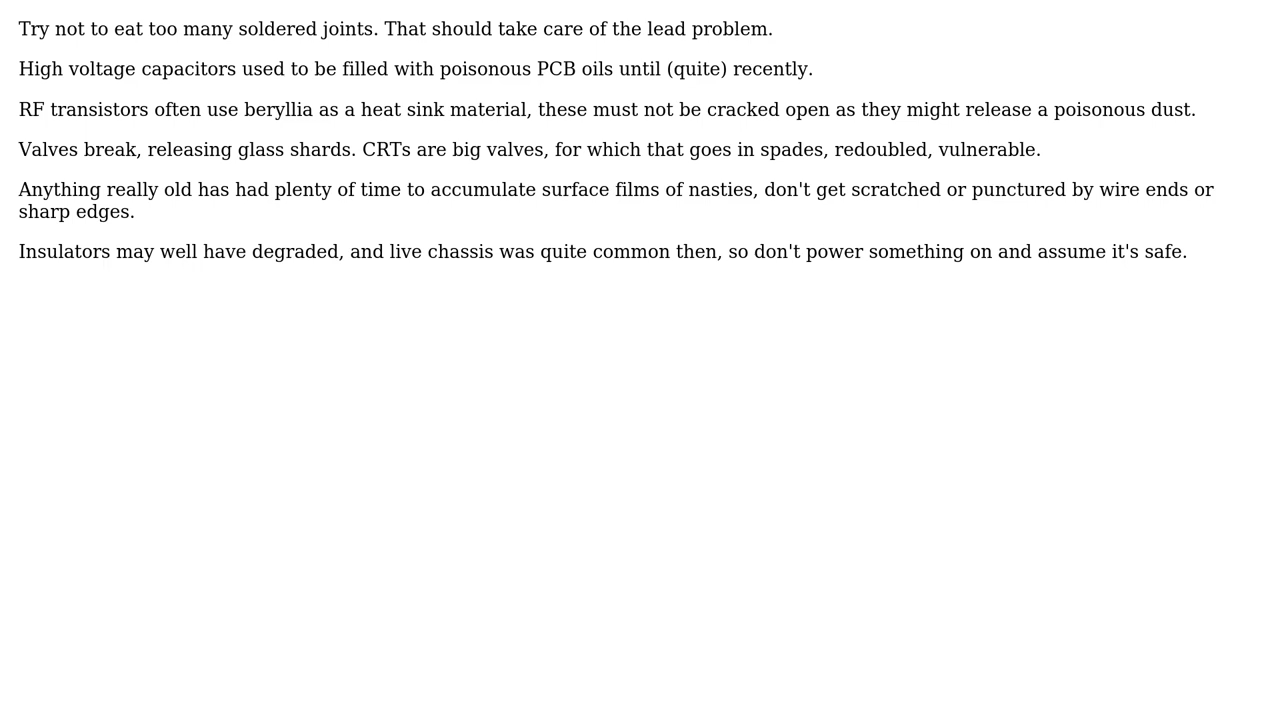 Try not to eat too many soldered joints. That should take care of the lead problem.
High voltage capacitors used to be filled with poisonous PCB oils until (quite) recently.
RF transistors often use beryllia as a heat sink material, these must not be cracked open as they might release a poisonous dust.
Valves break, releasing glass shards. CRTs are big valves, for which that goes in spades, redoubled, vulnerable.
Anything really old has had plenty of time to accumulate surface films of nasties, don't get scratched or punctured by wire ends or
sharp edges.
Insulators may well have degraded, and live chassis was quite common then, so don't power something on and assume it's safe.